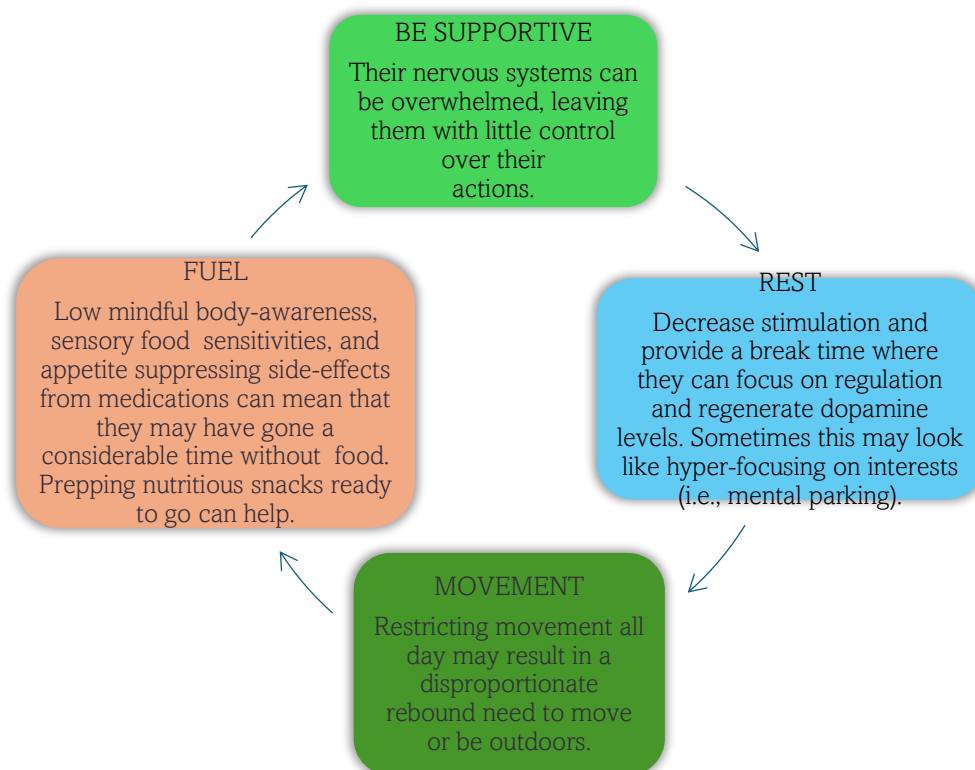 BE SUPPORTIVE
Their nervous systems can
be overwhelmed, leaving
them with little control
over their
actions.
REST
Decrease stimulation and
provide a break time where
they can focus on regulation
and regenerate dopamine
levels. Sometimes this may look
like hyper-focusing on interests
(i.e., mental parking).
MOVEMENT
Restricting movement all
day may result in a
disproportionate
rebound need to move
or be outdoors.
FUEL
Low mindful body-awareness,
sensory food sensitivities, and
appetite suppressing side-effects
from medications can mean that
they may have gone a
considerable time without food.
Prepping nutritious snacks ready
to go can help.